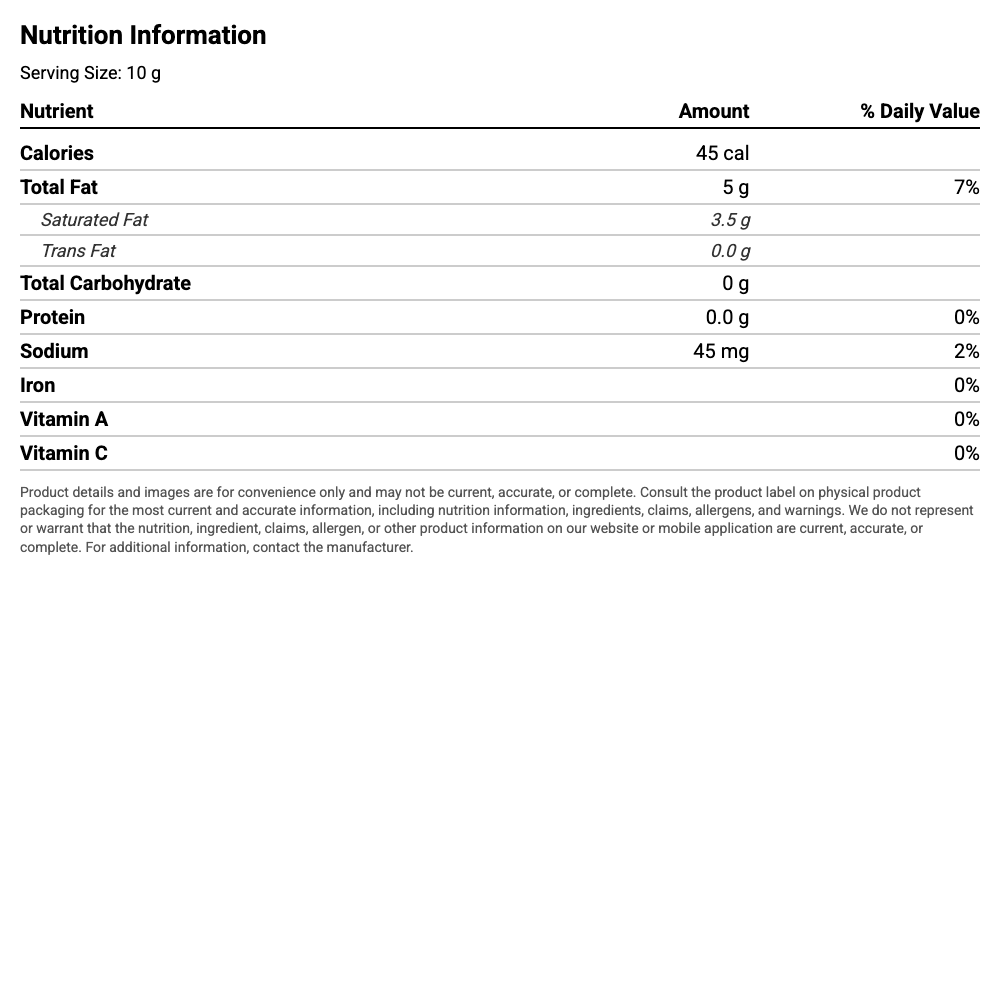 Nutrition Information
Serving Size: 10 g
Nutrient Amount % Daily Value
Calories 45 cal
Total Fat 5 g 7%
Saturated Fat 3.5 g
Trans Fat 0.0 g
Total Carbohydrate 0 g
Protein 0.0 g 0%
Sodium 45 mg 2%
Iron 0%
Vitamin A 0%
Vitamin C 0%
Product details and images are for convenience only and may not be current, accurate, or complete. Consult the product label on physical product
packaging for the most current and accurate information, including nutrition information, ingredients, claims, allergens, and warnings. We do not represent
or warrant that the nutrition, ingredient, claims, allergen, or other product information on our website or mobile application are current, accurate, or
complete. For additional information, contact the manufacturer.